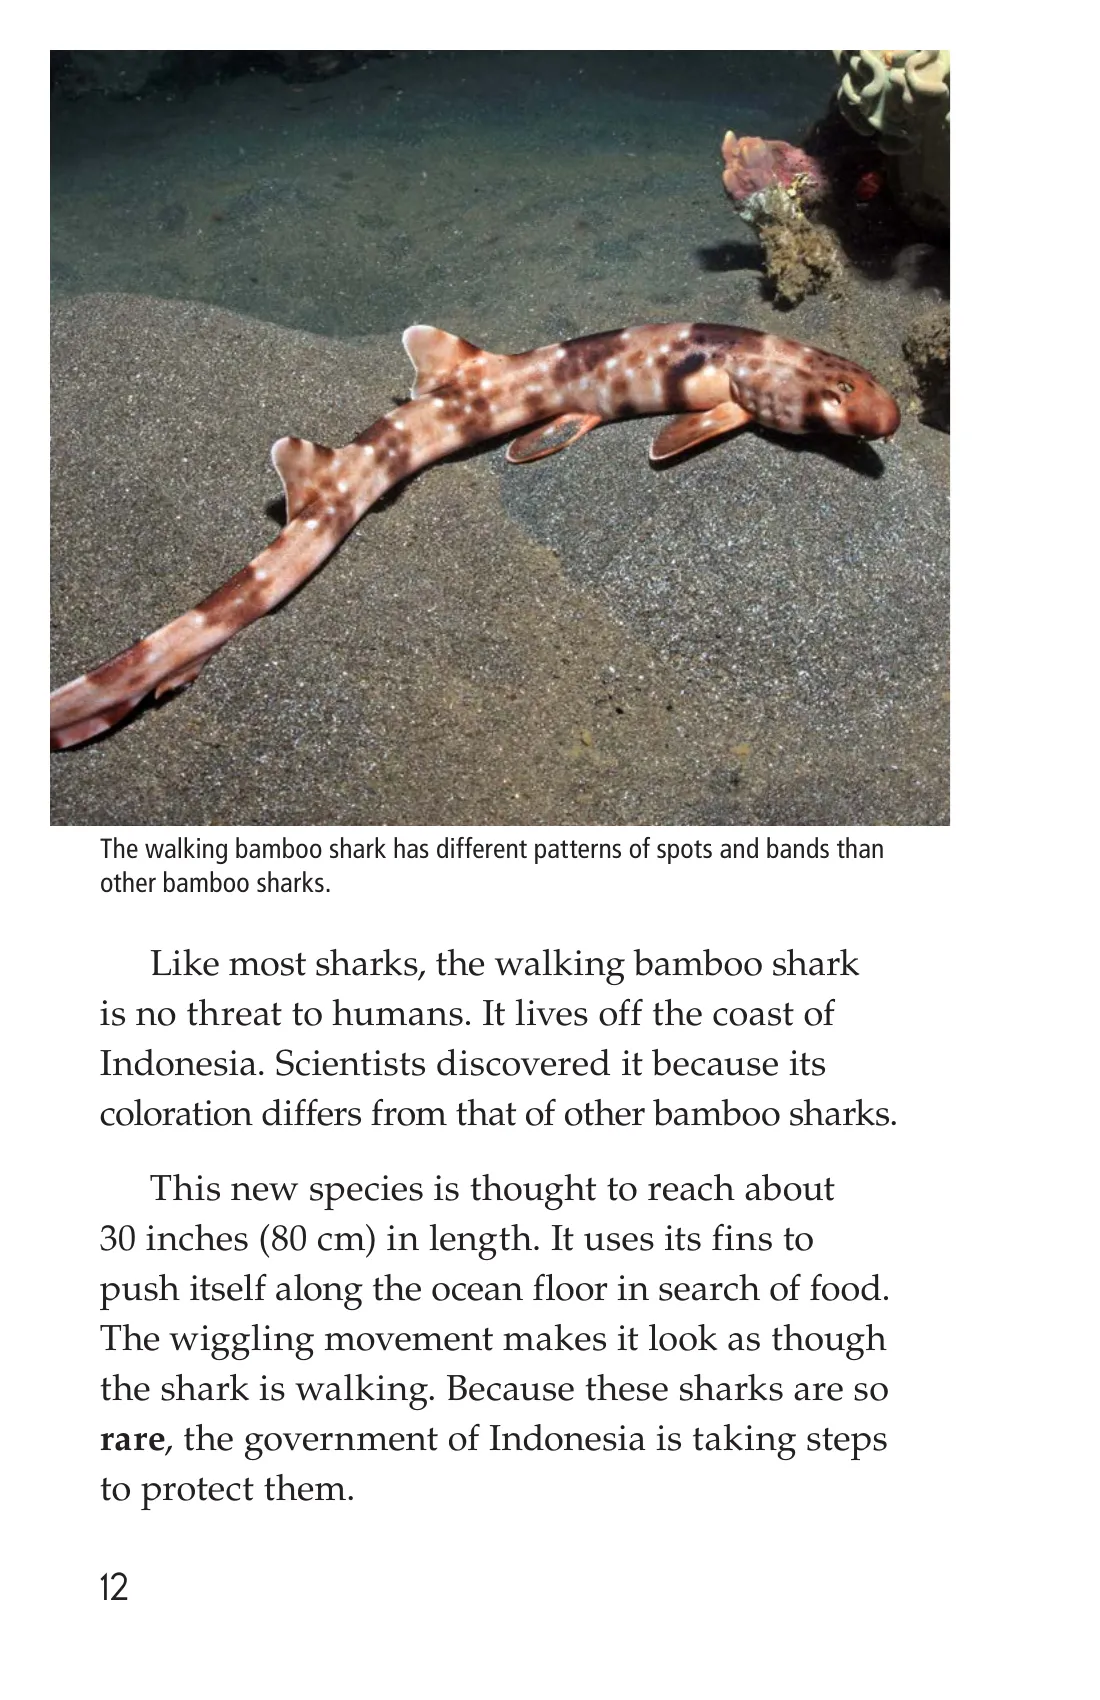 The walking bamboo shark has different patterns of spots and bands than
other bamboo sharks.
Like most sharks, the walking bamboo shark
is no threat to humans. It lives off the coast of
Indonesia. Scientists discovered it because its
coloration differs from that of other bamboo sharks.
This new species is thought to reach about
30 inches (80 cm) in length. It uses its fins to
push itself along the ocean floor in search of food.
The wiggling movement makes it look as though
the shark is walking. Because these sharks are so
rare, the government of Indonesia is taking steps
to protect them.
12